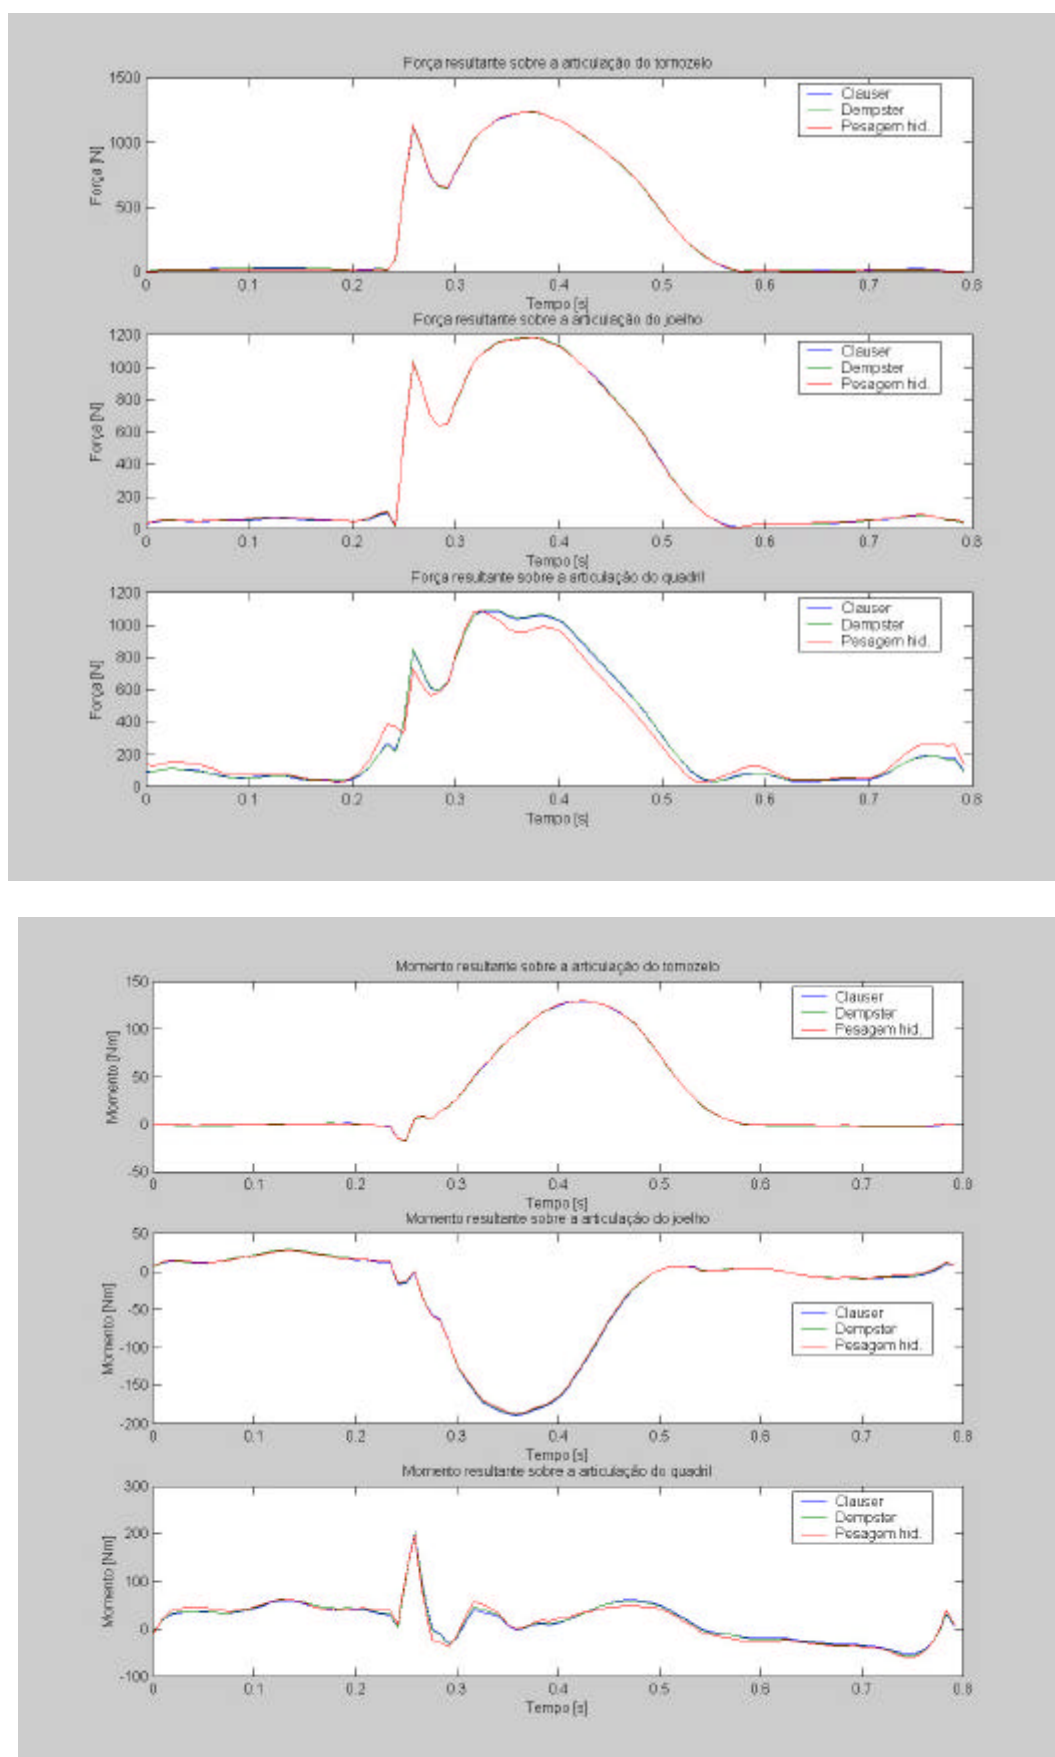 Força resultante sobre a articulação do tornozelo
1500
1000
500
0
Força [N]
Clauser
Dempster
Pesagem hid.
0 0.1 0.2 0.3 0.4 0.5 0.6 0.7 0.8
Tempo [s]
Força resultante sobre a articulação do joelho
1200
1000
800
600
400
200
0
Força [N]
Clauser
Dempster
Pesagem hid.
0 0.1 0.2 0.3 0.4 0.5 0.6 0.7 0.8
Tempo [s]
Força resultante sobre a articulação do quadril
1200
1000
800
600
400
200
0
Força [N]
Clauser
Dempster
Pesagem hid.
0 0.1 0.2 0.3 0.4 0.5 0.6 0.7 0.8
Tempo [s]
Momento resultante sobre a articulação do tornozelo
150
100
50
0
-50
Momento [Nm]
Clauser
Dempster
Pesagem hid.
0 0.1 0.2 0.3 0.4 0.5 0.6 0.7 0.8
Tempo [s]
Momento resultante sobre a articulação do joelho
50
0
-50
-100
-150
-200
Momento [Nm]
Clauser
Dempster
Pesagem hid.
0 0.1 0.2 0.3 0.4 0.5 0.6 0.7 0.8
Tempo [s]
Momento resultante sobre a articulação do quadril
300
200
100
0
-100
Momento [Nm]
Clauser
Dempster
Pesagem hid.
0 0.1 0.2 0.3 0.4 0.5 0.6 0.7 0.8
Tempo [s]